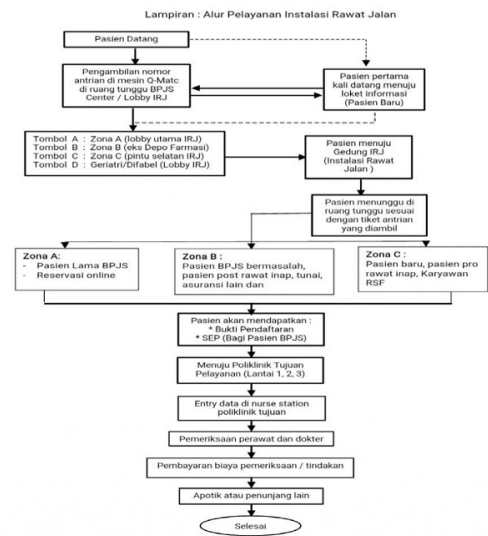 Lampiran : Alur Pelayanan Instalasi Rawat Jalan
Pasien Datang
Pengambilan nomor
antrian di mesin Q-Matc
di ruang tunggu BPJS
Center / Lobby IRJ
Pasien pertama
kali datang menuju
loket Informasi
(Pasien Baru)
Tombol A : Zona A (lobby utama IRJ)
Tombol B : Zona B (eks Depo Farmasi)
Tombol C : Zona C (pintu selatan IRJ)
Tombol D : Geriatri/Difabel (Lobby IRJ)
Pasien menuju
Gedung IRJ
(Instalasi Rawat
Jalan )
Pasien menunggu di
ruang tunggu sesuai
dengan tiket antrian
yang diambil
Zona A:
- Pasien Lama BPJS
- Reservasi online
Zona B :
Pasien BPJS bermasalah,
pasien post rawat inap, tunai,
asuransi lain dan
Zona C :
Pasien baru, pasien pro
rawat inap, Karyawan
RSF
Pasien akan mendapatkan :
* Bukti Pendaftaran
* SEP (Bagi Pasien BPJS)
Menuju Poliklinik Tujuan
Pelayanan (Lantai 1, 2, 3)
Entry data di nurse station
poliklinik tujuan
Pemeriksaan perawat dan dokter
Pembayaran biaya pemeriksaan / tindakan
Apotik atau penunjang lain
Selesai